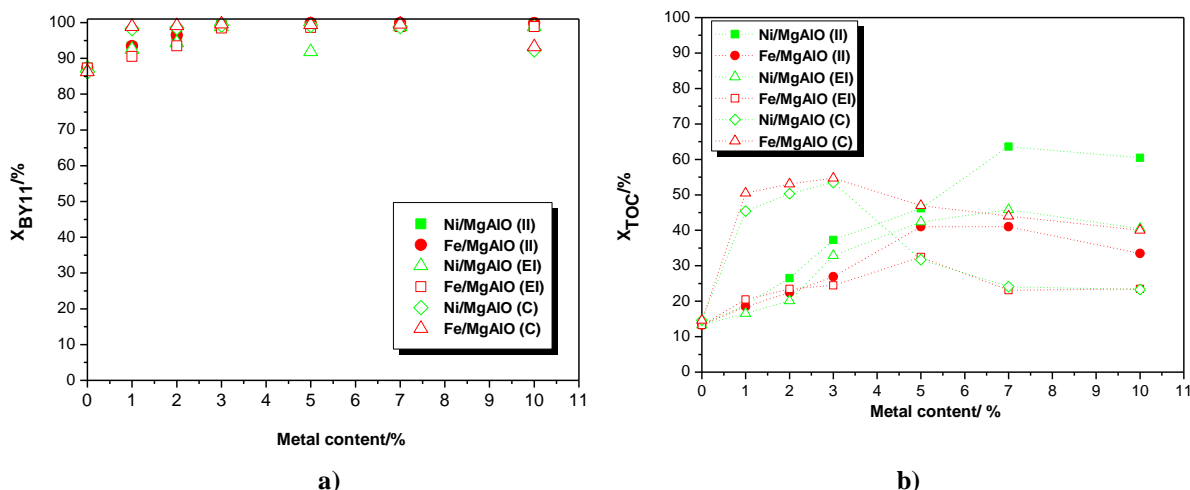 100
90
80
70
60
50
40
30
20
10
0
X_BY11/%
Ni/MgAlO (II)
Fe/MgAlO (II)
Ni/MgAlO (EI)
Fe/MgAlO (EI)
Ni/MgAlO (C)
Fe/MgAlO (C)
0 1 2 3 4 5 6 7 8 9 10 11
Metal content/%
a)
100
90
80
70
60
50
40
30
20
10
0
X_TOC/%
Ni/MgAlO (II)
Fe/MgAlO (II)
Ni/MgAlO (EI)
Fe/MgAlO (EI)
Ni/MgAlO (C)
Fe/MgAlO (C)
0 1 2 3 4 5 6 7 8 9 10 11
Metal content/ %
b)